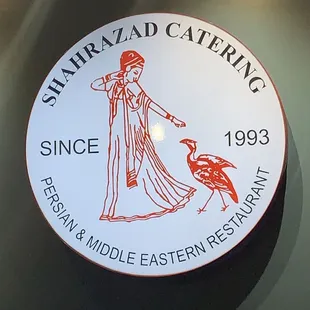 SHAHRAZAD CATERING
SINCE 1993
PERSIAN & MIDDLE EASTERN RESTAURANT